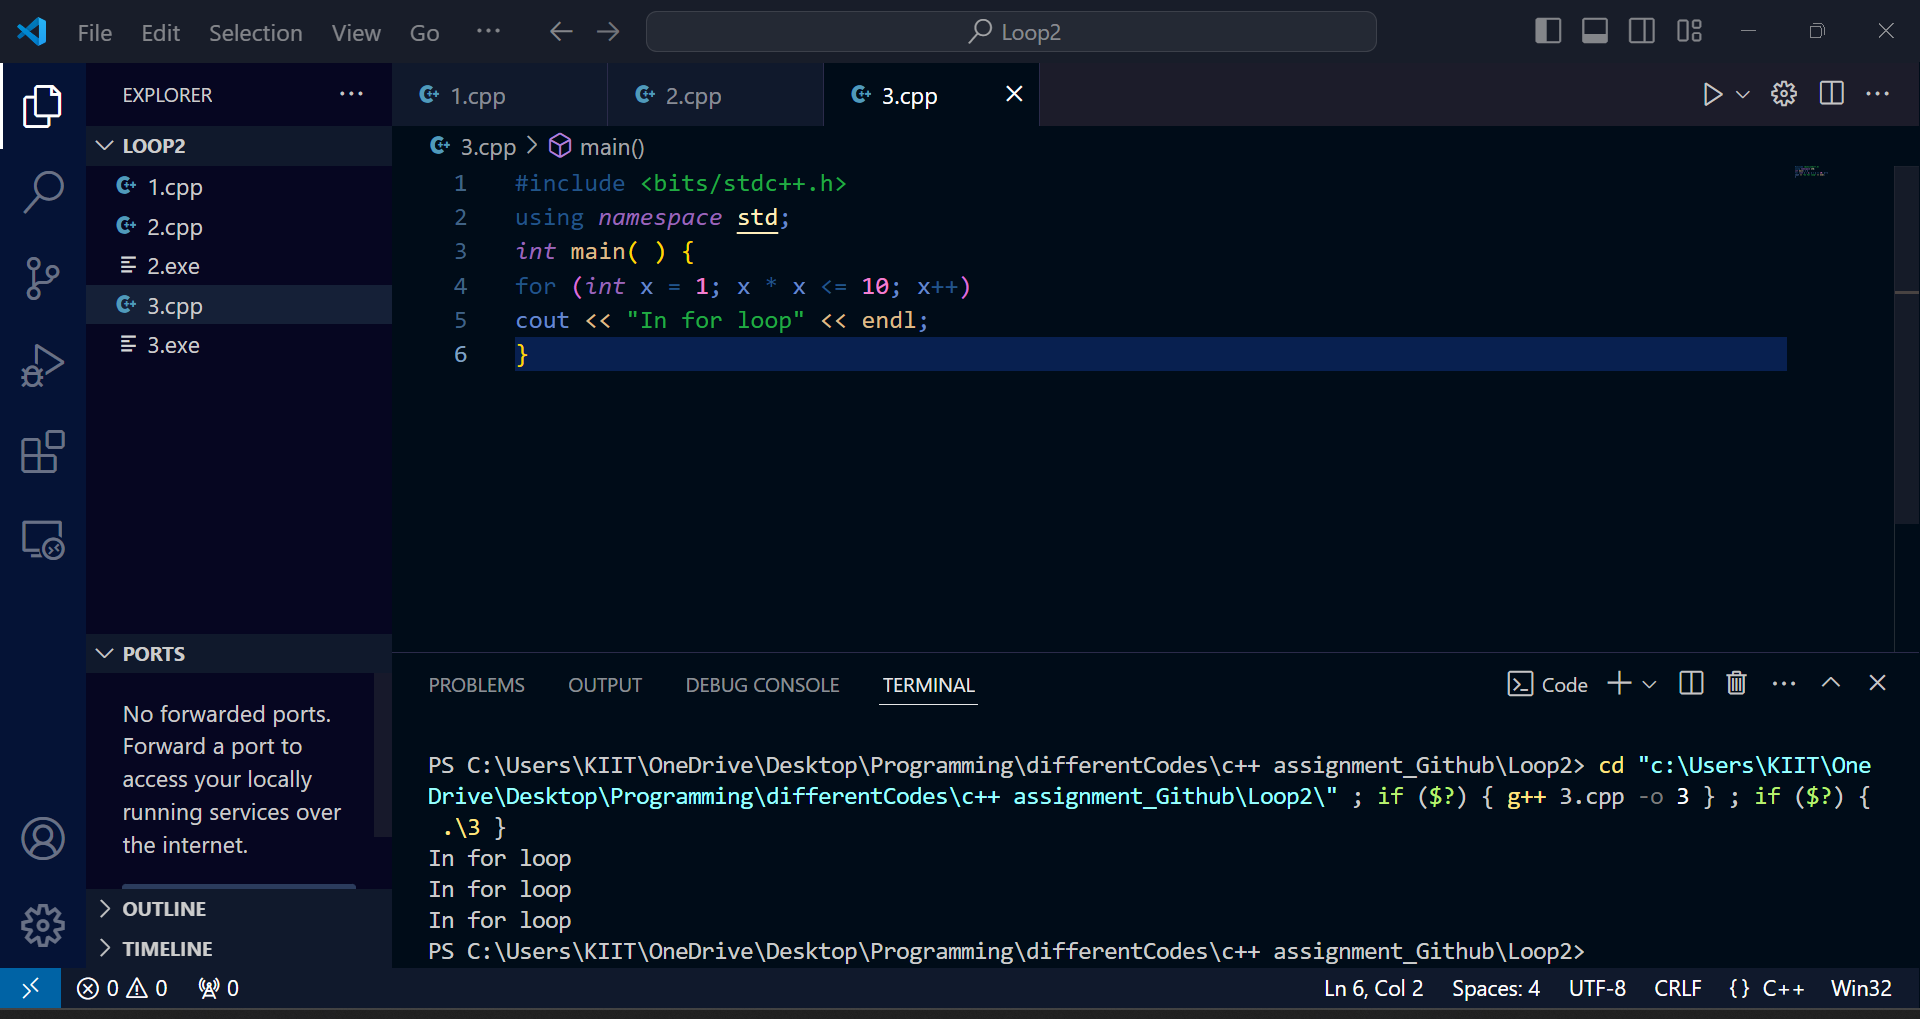 File Edit Selection View Go ··· Loop2
EXPLORER ···
LOOP2
1.cpp
2.cpp
2.exe
3.cpp
3.exe
PORTS
No forwarded ports.
Forward a port to
access your locally
running services over
the internet.
OUTLINE
TIMELINE
1.cpp 2.cpp 3.cpp
3.cpp > main()
1 #include <bits/stdc++.h>
2 using namespace std;
3 int main( ) {
4 for (int x = 1; x * x <= 10; x++)
5 cout << "In for loop" << endl;
6 }
PROBLEMS OUTPUT DEBUG CONSOLE TERMINAL Code
PS C:\Users\KIIT\OneDrive\Desktop\Programming\differentCodes\c++ assignment_Github\Loop2> cd "c:\Users\KIIT\One
Drive\Desktop\Programming\differentCodes\c++ assignment_Github\Loop2\" ; if ($?) { g++ 3.cpp -o 3 } ; if ($?) {
.\3 }
In for loop
In for loop
In for loop
PS C:\Users\KIIT\OneDrive\Desktop\Programming\differentCodes\c++ assignment_Github\Loop2>
0 0 0 Ln 6, Col 2 Spaces: 4 UTF-8 CRLF {} C++ Win32